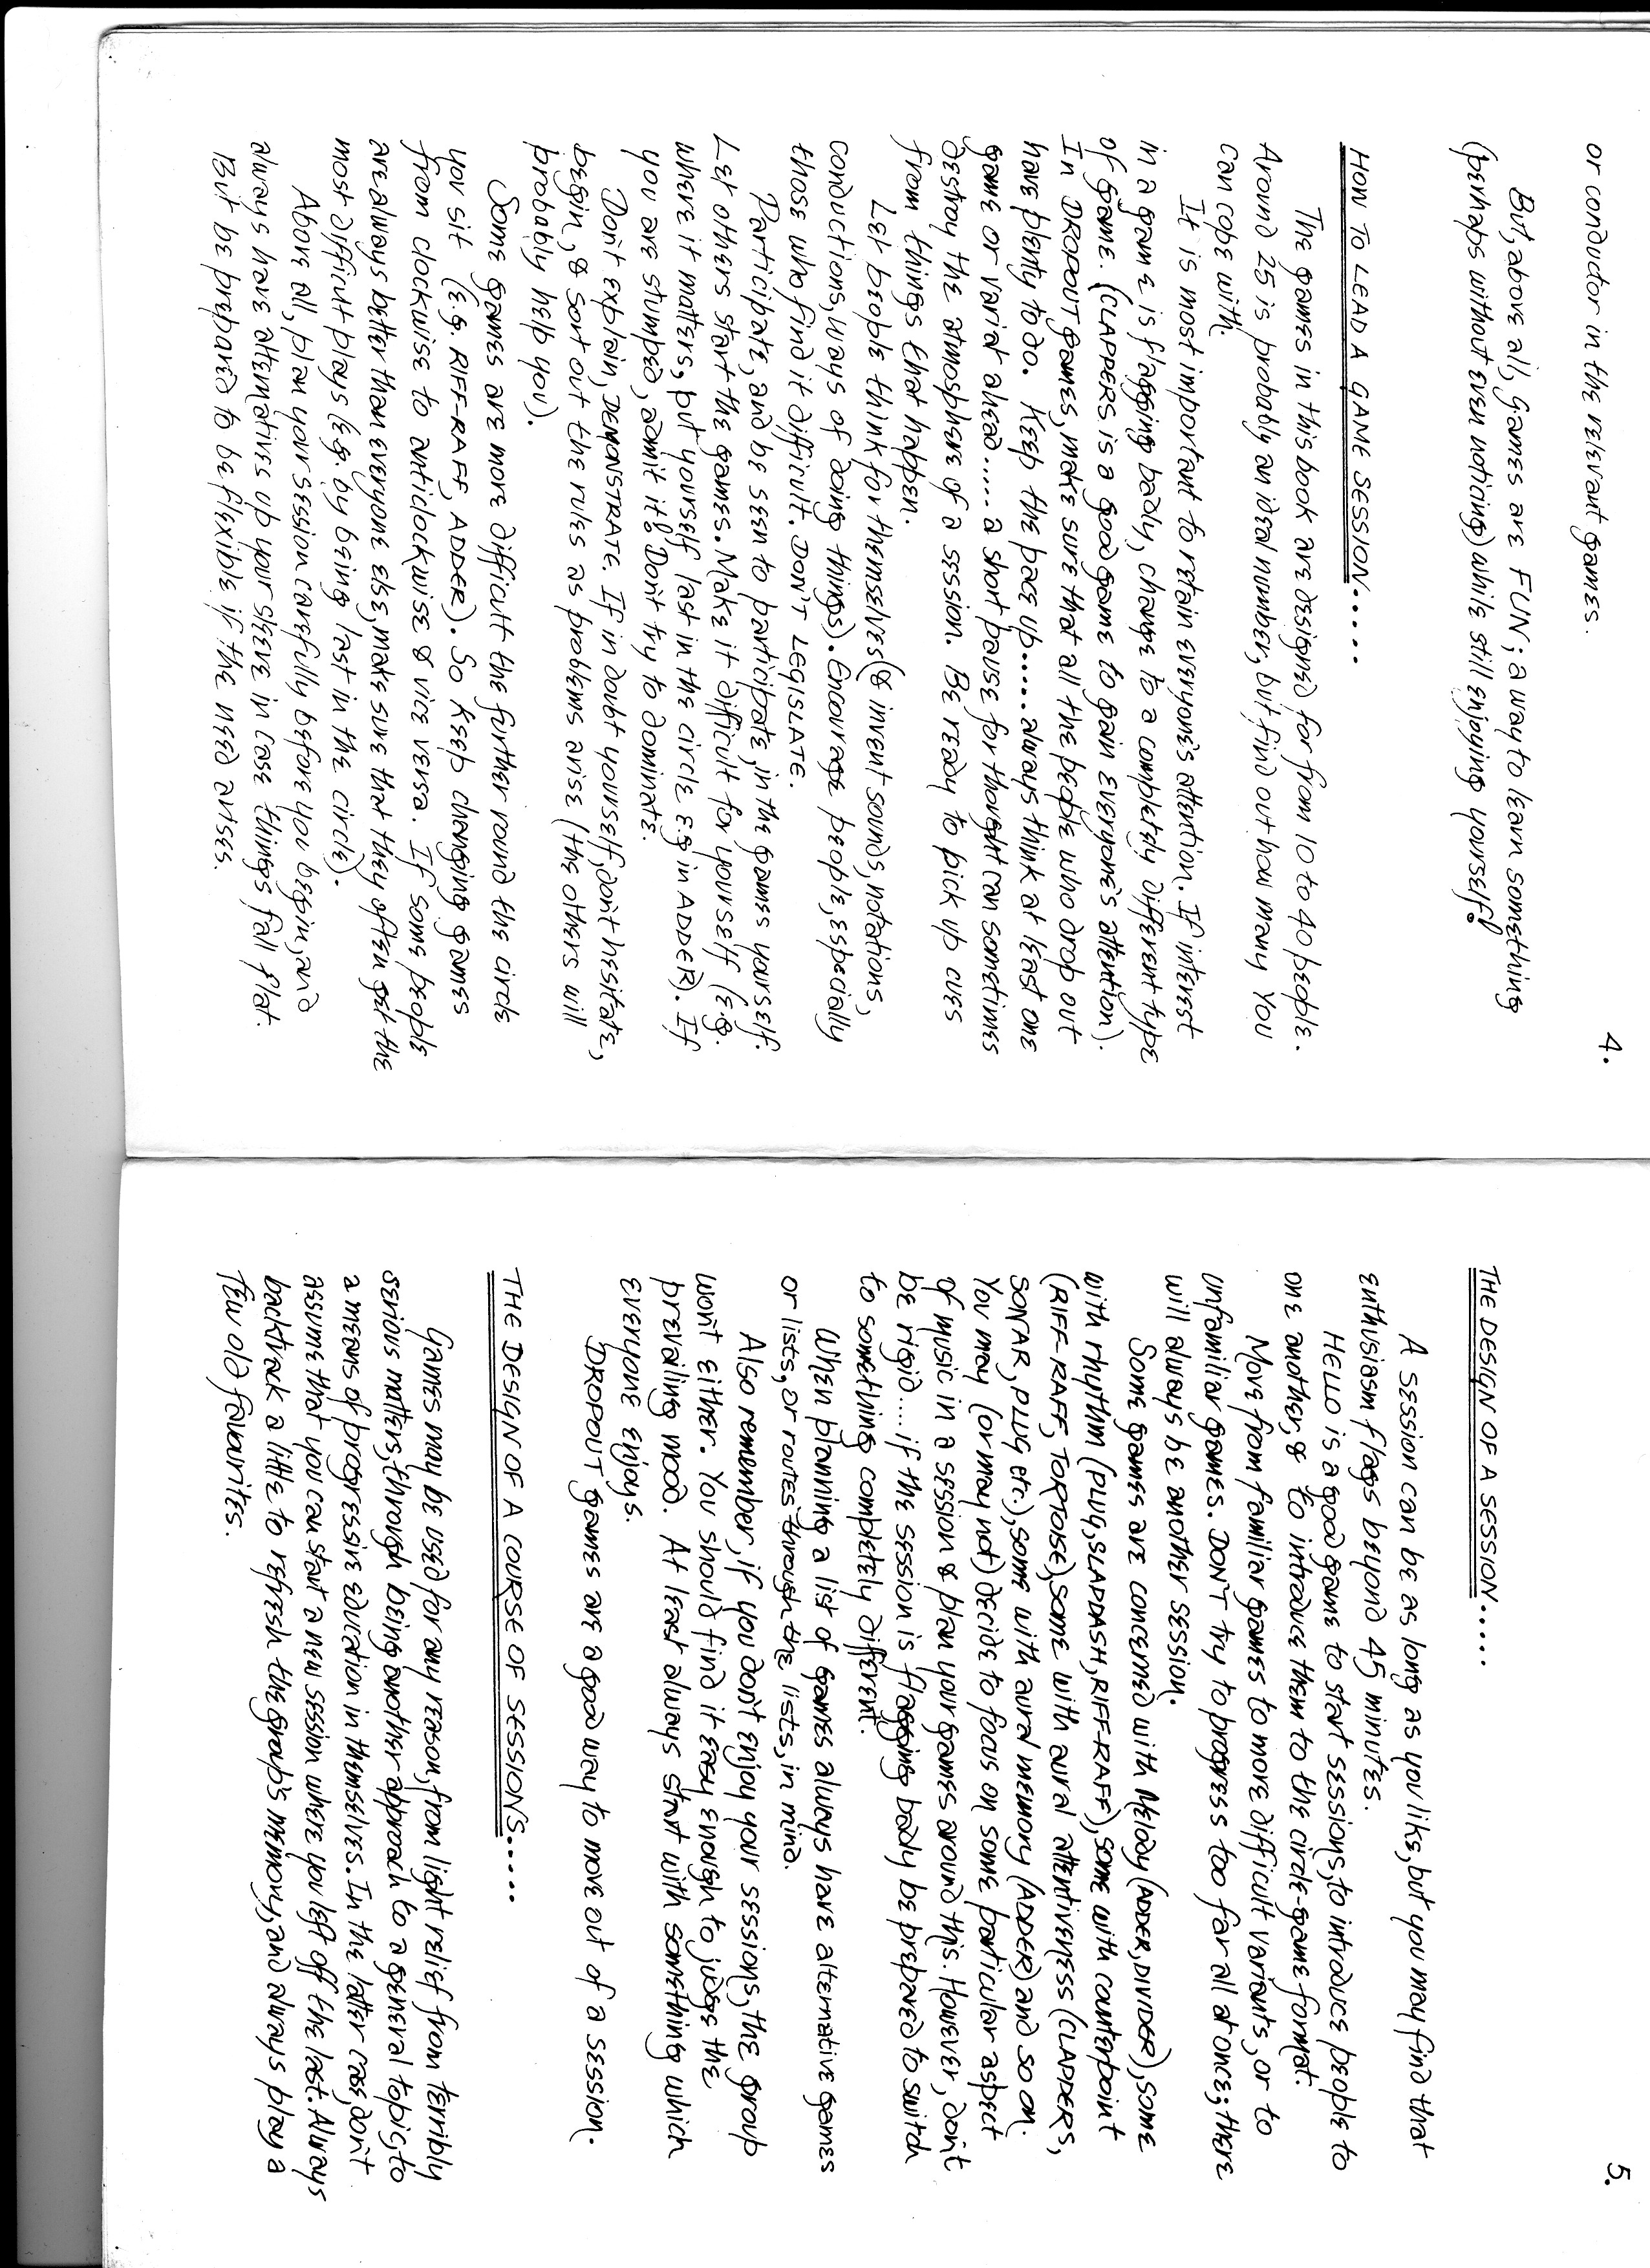 4.
or conductor in the relevant games.
But, above all, games are FUN; a way to learn something
(perhaps without even noticing) while still enjoying yourself!
HOW TO LEAD A GAME SESSION.....
The games in this book are designed for from 10 to 40 people.
Around 25 is probably an ideal number, but find out how many you
can cope with.
It is most important to retain everyone's attention. If interest
in a game is flagging badly, change to a completely different type
of game. (CLAPPERS is a good game to gain everyone's attention).
In DROPOUT games, make sure that all the people who drop out
have plenty to do. Keep the pace up..... always think at least one
game or variat ahead...... a short pause for thought can sometimes
destroy the atmosphere of a session. Be ready to pick up cues
from things that happen.
Let people think for themselves (& invent sounds, notations,
conductions, ways of doing things). Encourage people, especially
those who find it difficult. DON'T LEGISLATE.
Participate, and be seen to participate, in the games yourself.
Let others start the games. Make it difficult for yourself (e.g.
where it matters, put yourself last in the circle e.g in ADDER). If
you are stumped, admit it! Don't try to dominate.
Don't explain, DEMONSTRATE. If in doubt yourself, don't hesitate,
begin, & sort out the rules as problems arise (the others will
probably help you).
Some games are more difficult the further round the circle
you sit (e.g. RIFF-RAFF, ADDER). So keep changing games
from clockwise to anticlockwise & vice versa. If some people
are always better than everyone else, make sure that they often get the
most difficult plays (e.g. by being last in the circle).
Above all, plan your session carefully before you begin, and
always have alternatives up your sleeve in case things fall flat.
But be prepared to be flexible if the need arises.
5.
THE DESIGN OF A SESSION.....
A session can be as long as you like, but you may find that
enthusiasm flags beyond 45 minutes.
HELLO is a good game to start sessions, to introduce people to
one another, & to introduce them to the circle-game format.
Move from familiar games to more difficult variants, or to
unfamiliar games. DON'T try to progress too far all at once; there
will always be another session.
Some games are concerned with melody (ADDER, DIVIDER), some
with rhythm (PLUG, SLAPDASH, RIFF-RAFF), some with counterpoint
(RIFF-RAFF, TORTOISE), some with aural attentiveness (CLAPPERS,
SONAR, PLUG etc.), some with aural memory (ADDER) and so on.
You may (or may not) decide to focus on some particular aspect
of music in a session & plan your games around this. However, don't
be rigid..... if the session is flagging badly be prepared to switch
to something completely different.
When planning a list of games always have alternative games
or lists, or routes through the lists, in mind.
Also remember, if you don't enjoy your sessions, the group
won't either. You should find it easy enough to judge the
prevailing mood. At least always start with something which
everyone enjoys.
DROPOUT games are a good way to move out of a session.
THE DESIGN OF A COURSE OF SESSIONS......
Games may be used for any reason, from light relief from terribly
serious matters, through being another approach to a general topic, to
a means of progressive education in themselves. In the latter case, don't
assume that you can start a new session where you left off the last. Always
backtrack a little to refresh the group's memory, and always play a
few old favourites.